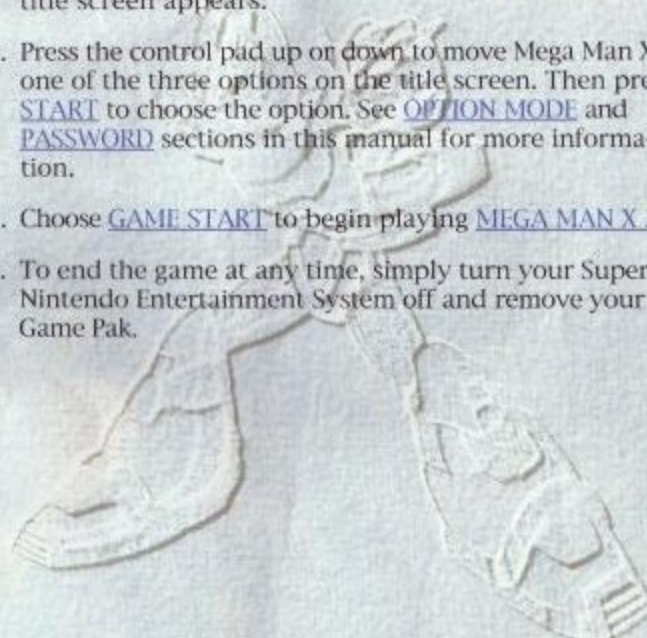 title screen appears.
. Press the control pad up or down to move Mega Man X
one of the three options on the title screen. Then pre
START to choose the option. See OPTION MODE and
PASSWORD sections in this manual for more informa-
tion.
. Choose GAME START to begin playing MEGA MAN X
. To end the game at any time, simply turn your Super
Nintendo Entertainment System off and remove your
Game Pak.